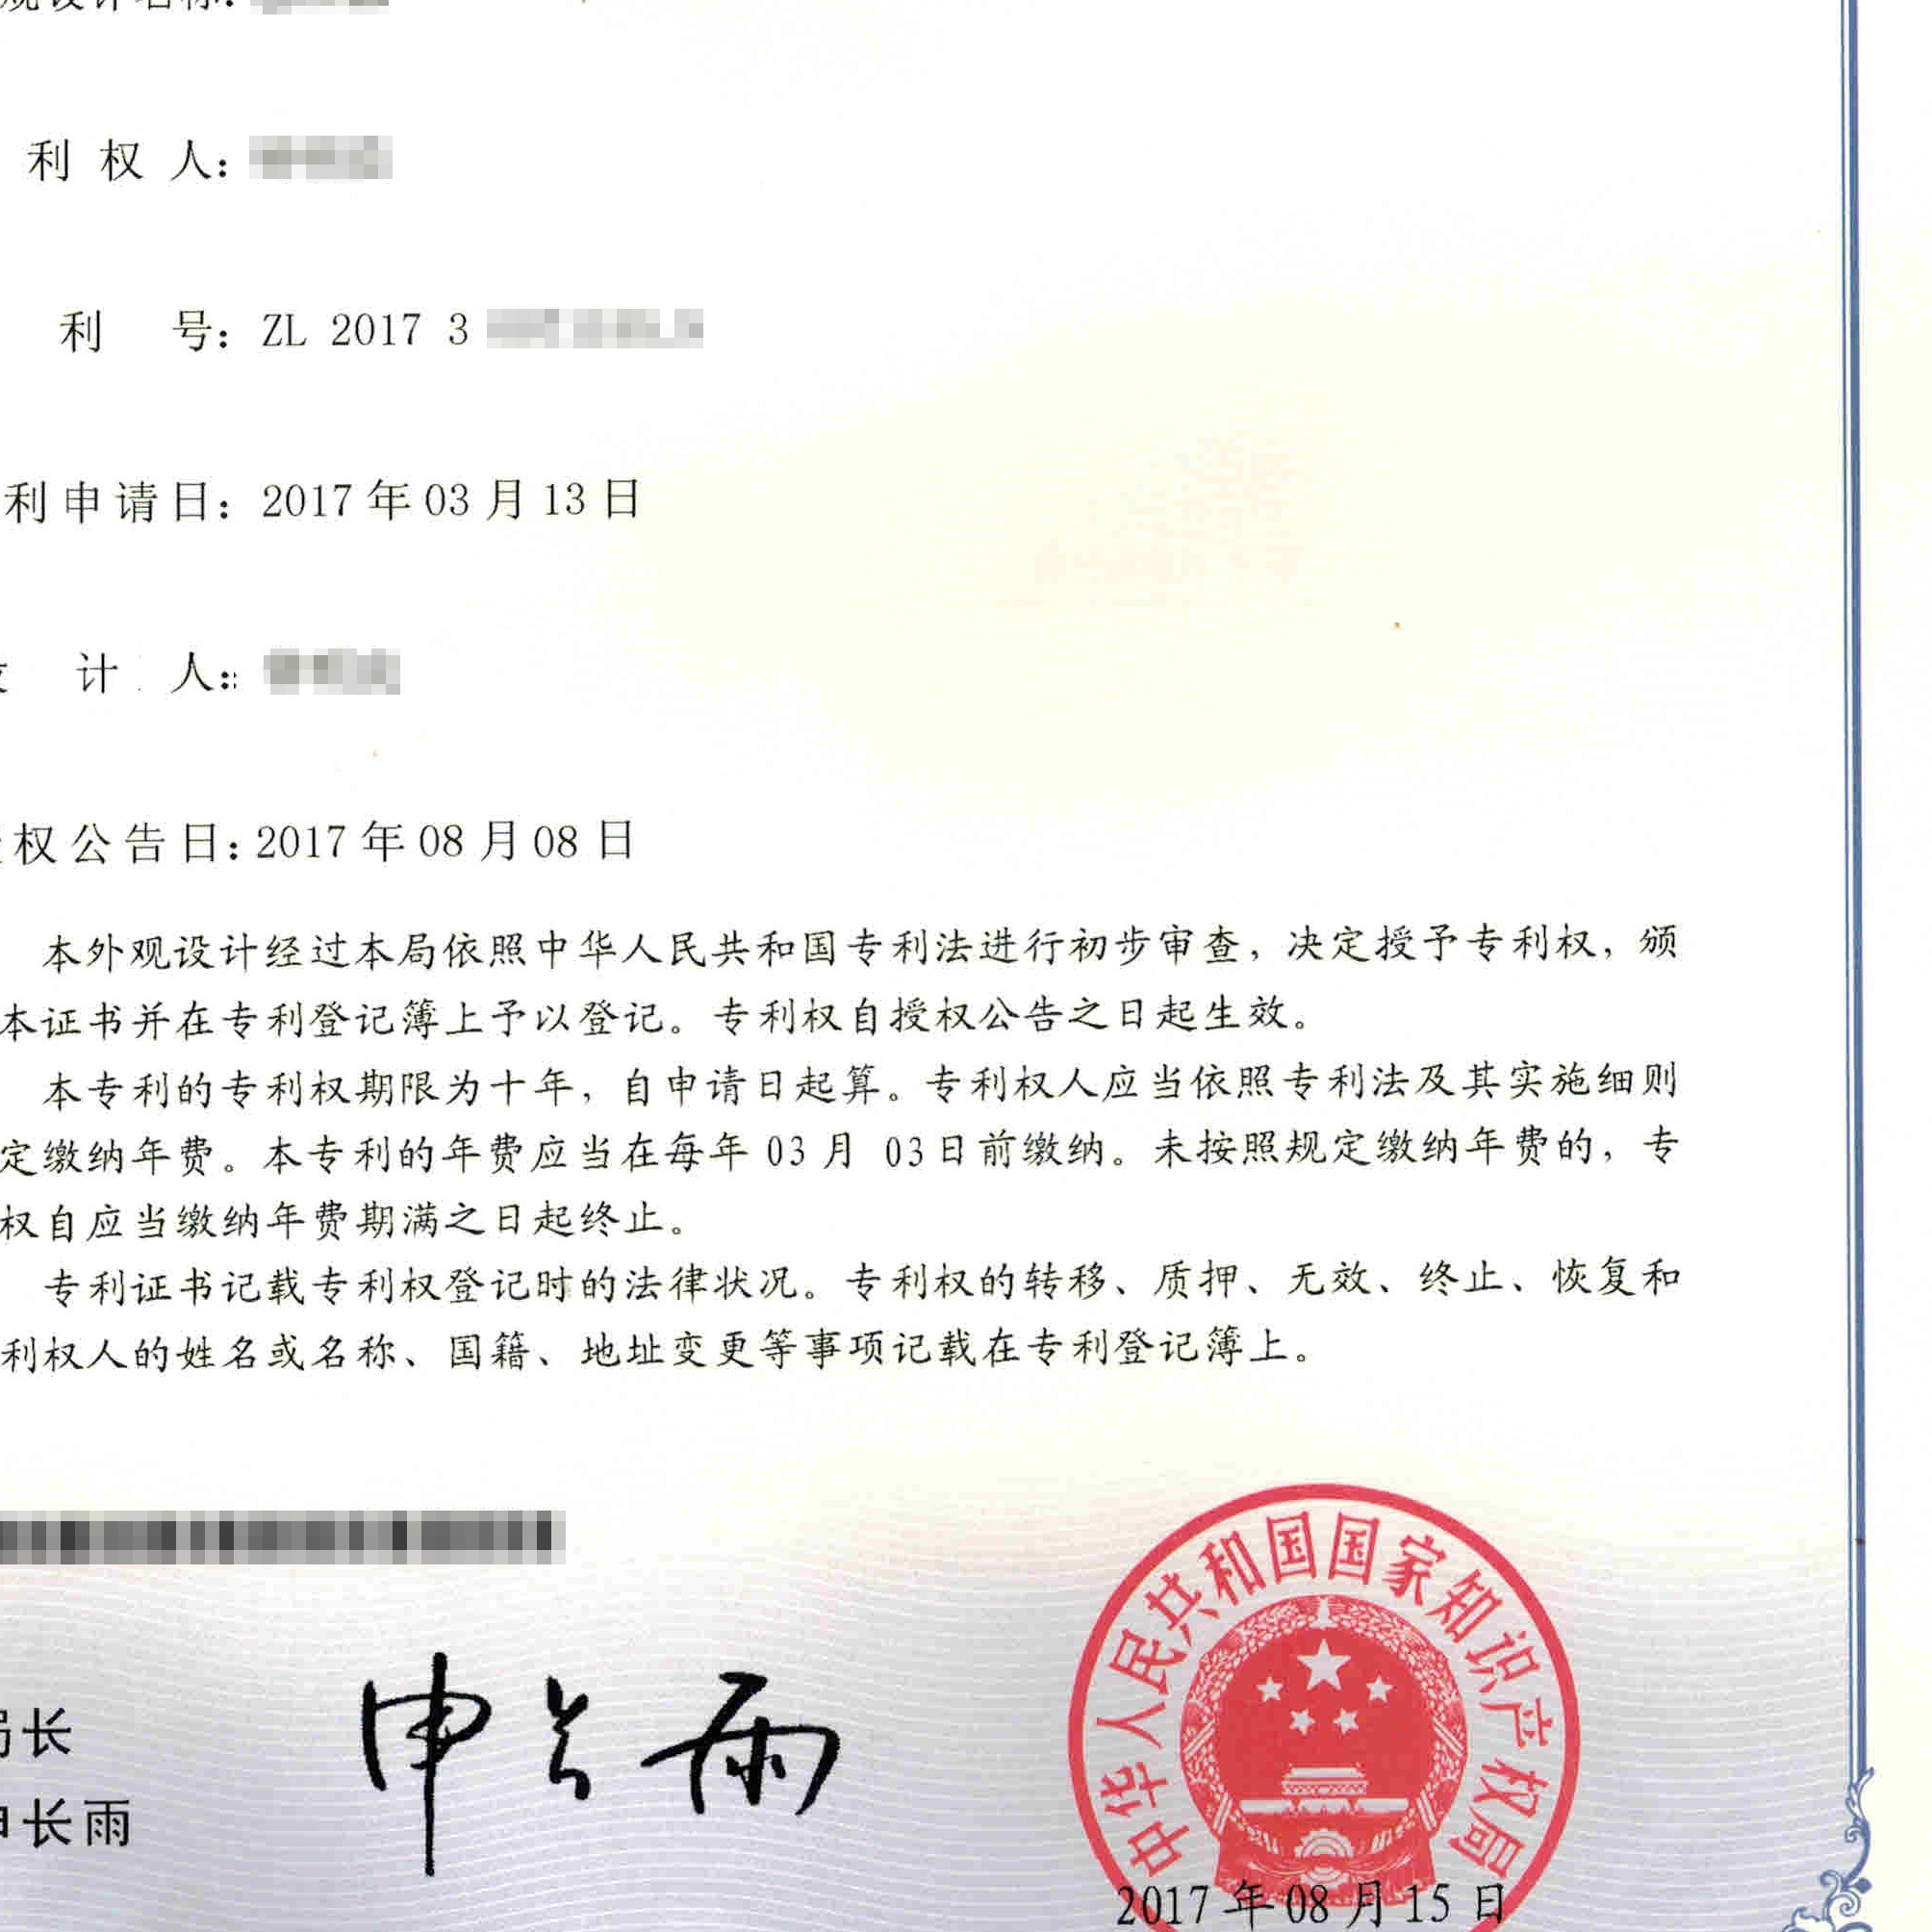 观设计名称:
利权人:
利号: ZL 2017 3
利申请日: 2017年03月13日
计人:
权公告日: 2017年08月08日
本外观设计经过本局依照中华人民共和国专利法进行初步审查，决定授予专利权，颁
本证书并在专利登记簿上予以登记。专利权自授权公告之日起生效。
本专利的专利权期限为十年，自申请日起算。专利权人应当依照专利法及其实施细则
定缴纳年费。本专利的年费应当在每年 03月 03日前缴纳。未按照规定缴纳年费的，专
权自应当缴纳年费期满之日起终止。
专利证书记载专利权登记时的法律状况。专利权的转移、质押、无效、终止、恢复和
利权人的姓名或名称、国籍、地址变更等事项记载在专利登记簿上。
局长
申长雨
申长雨
中华人民共和国国家知识产权局
2017年08月15日